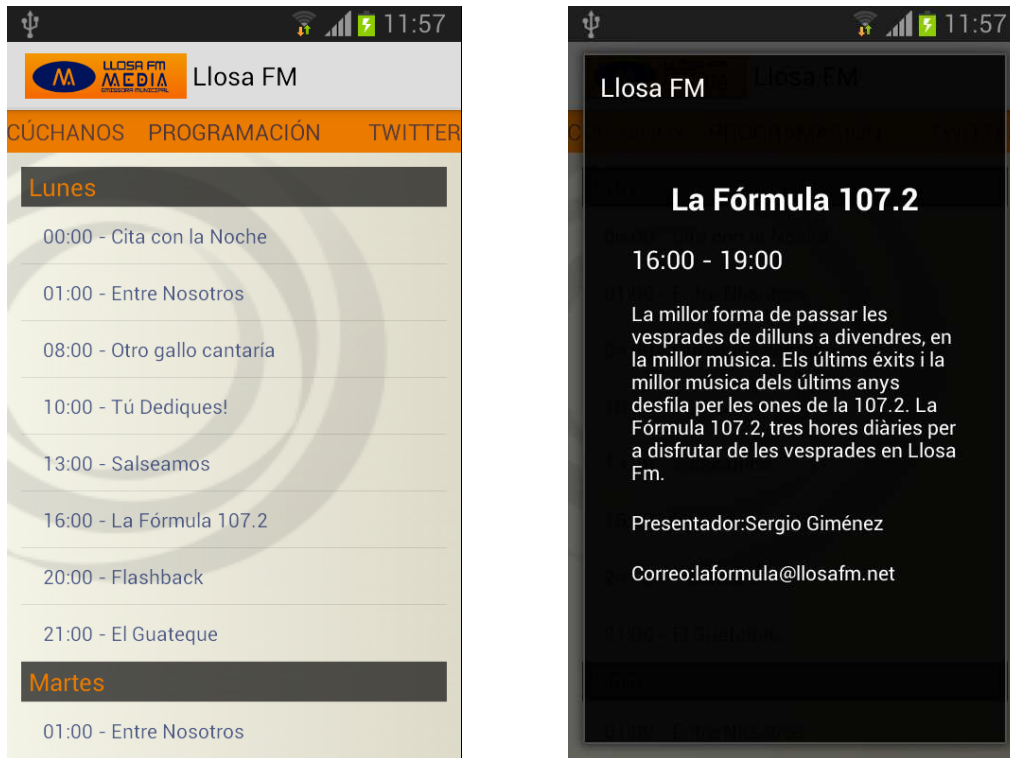 11:57
LLOSA FM
MEDIA
EMISSORA MUNICIPAL
Llosa FM
CÚCHANOS PROGRAMACIÓN TWITTER
Lunes
00:00 - Cita con la Noche
01:00 - Entre Nosotros
08:00 - Otro gallo cantaría
10:00 - Tú Dediques!
13:00 - Salseamos
16:00 - La Fórmula 107.2
20:00 - Flashback
21:00 - El Guateque
Martes
01:00 - Entre Nosotros
11:57
Llosa FM
La Fórmula 107.2
16:00 - 19:00
La millor forma de passar les
vesprades de dilluns a divendres, en
la millor música. Els últims éxits i la
millor música dels últims anys
desfila per les ones de la 107.2. La
Fórmula 107.2, tres hores diàries per
a disfrutar de les vesprades en Llosa
Fm.
Presentador:Sergio Giménez
Correo:laformula@llosafm.net